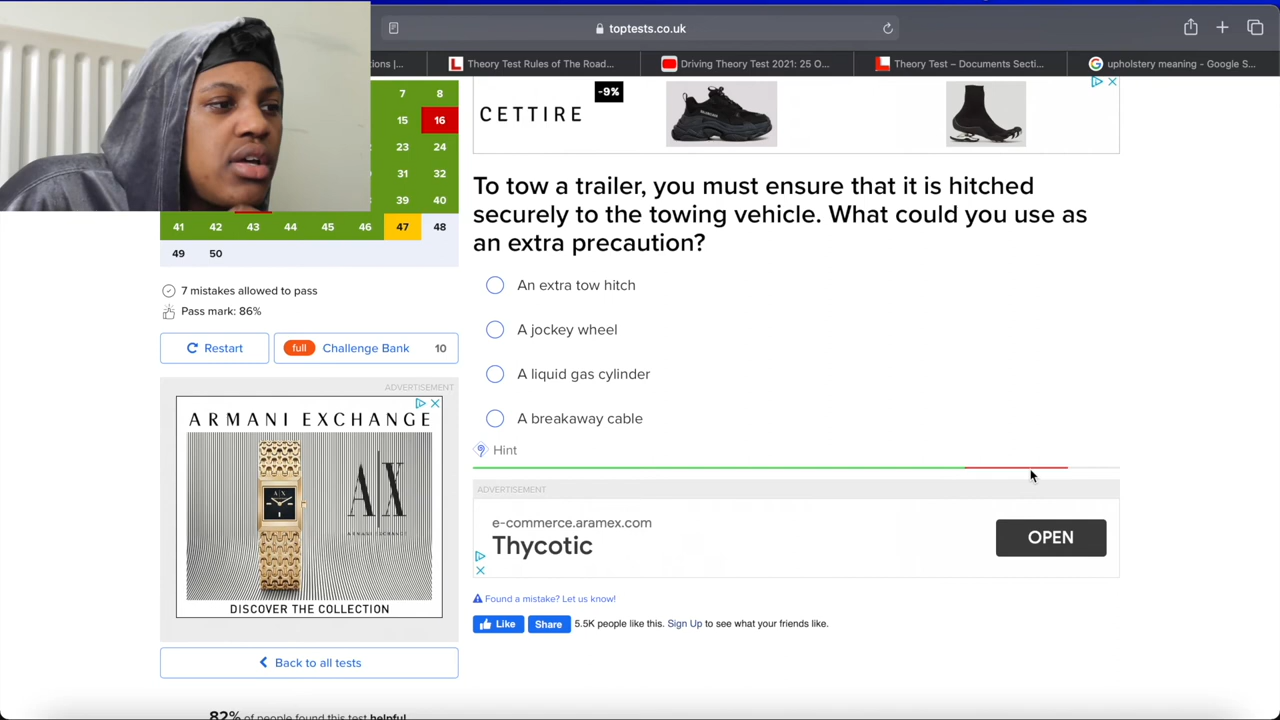 toptests.co.uk
tions |...
Theory Test Rules of The Road...
Driving Theory Test 2021: 25 O...
Theory Test – Documents Secti...
upholstery meaning - Google S...
7 8
15 16
23 24
31 32
39 40
41 42 43 44 45 46 47 48
49 50
7 mistakes allowed to pass
Pass mark: 86%
Restart
full Challenge Bank 10
ADVERTISEMENT
ARMANI EXCHANGE
A|X
ARMANI EXCHANGE
DISCOVER THE COLLECTION
Back to all tests
82% of people found this test helpful
CETTIRE
-9%
To tow a trailer, you must ensure that it is hitched
securely to the towing vehicle. What could you use as
an extra precaution?
An extra tow hitch
A jockey wheel
A liquid gas cylinder
A breakaway cable
Hint
ADVERTISEMENT
e-commerce.aramex.com
Thycotic
OPEN
Found a mistake? Let us know!
Like Share 5.5K people like this. Sign Up to see what your friends like.